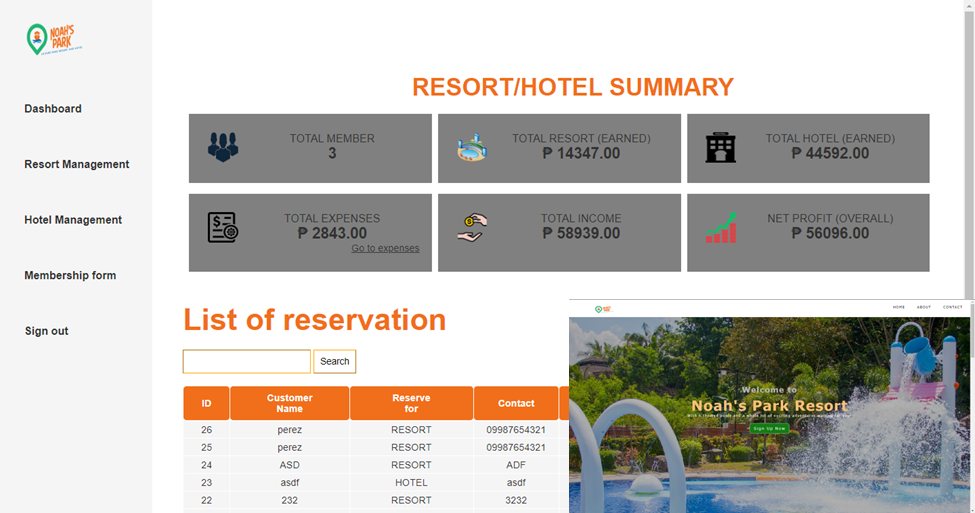 NOAH'S
PARK
Dashboard
Resort Management
Hotel Management
Membership form
Sign out
RESORT/HOTEL SUMMARY
TOTAL MEMBER
3
TOTAL RESORT (EARNED)
₱ 14347.00
TOTAL HOTEL (EARNED)
₱ 44592.00
TOTAL EXPENSES
₱ 2843.00
Go to expenses
TOTAL INCOME
₱ 58939.00
NET PROFIT (OVERALL)
₱ 56096.00
List of reservation
Search
ID Customer Name Reserve for Contact
26 perez RESORT 09987654321
25 perez RESORT 09987654321
24 ASD RESORT ADF
23 asdf HOTEL asdf
22 232 RESORT 3232
HOME ABOUT CONTACT
Welcome to
Noah's Park Resort
Sign Up Now